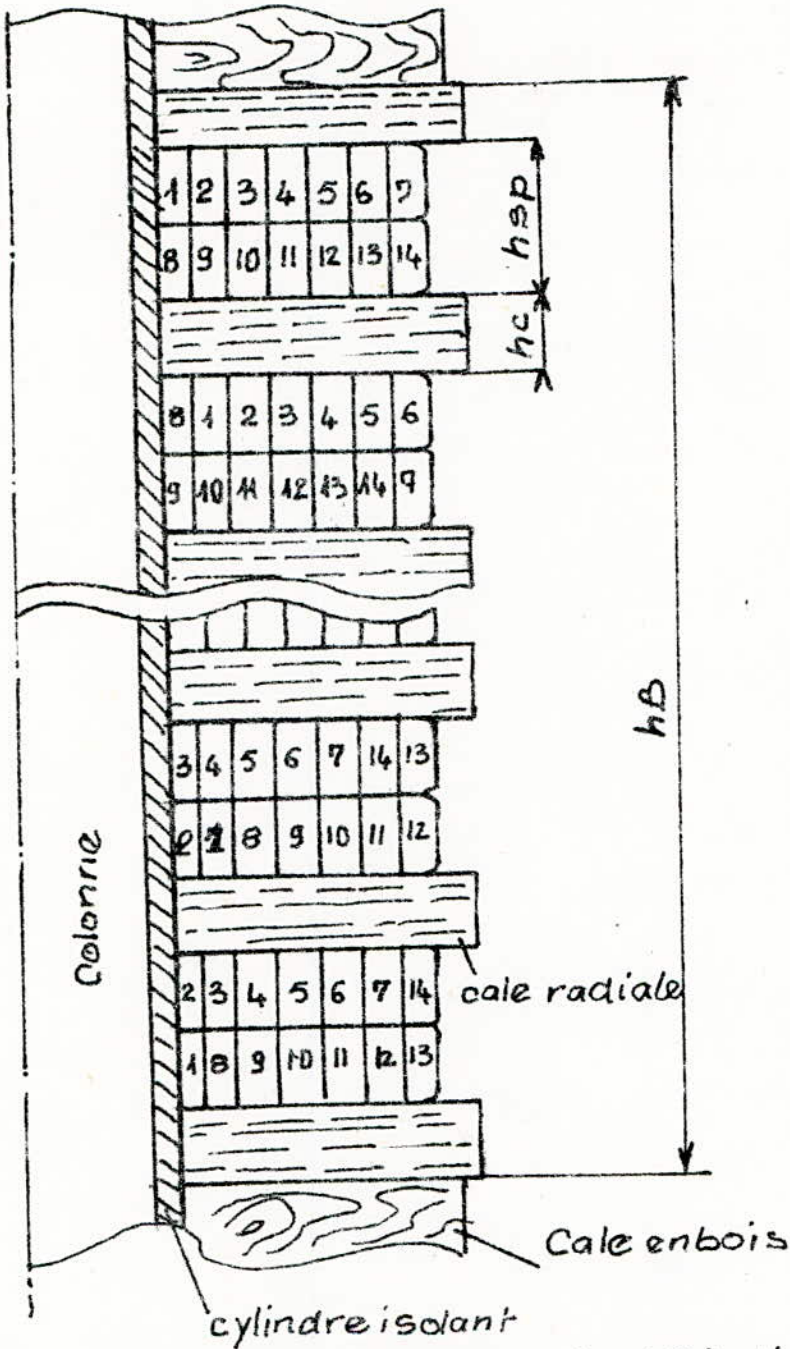 1 2 3 4 5 6 7
8 9 10 11 12 13 14
hsp
hc
8 1 2 3 4 5 6
9 10 11 12 13 14 7
hB
3 4 5 6 7 14 13
2 1 8 9 10 11 12
Colonne
2 3 4 5 6 7 14
cale radiale
1 8 9 10 11 12 13
Cale en bois
cylindre isolant